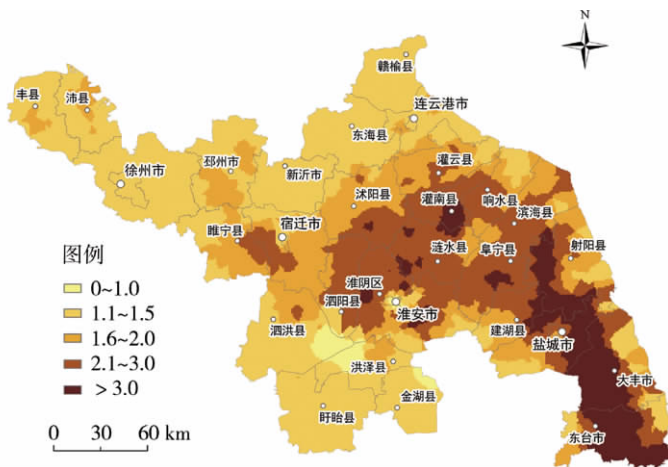 N
赣榆县
丰县
沛县
连云港市
东海县
邳州市
新沂市
徐州市
灌云县
沭阳县
灌南县
响水县
滨海县
睢宁县
宿迁市
图例
涟水县
阜宁县
射阳县
0~1.0
淮阴区
1.1~1.5
泗阳县
淮安市
1.6~2.0
泗洪县
建湖县
盐城市
2.1~3.0
洪泽县
>3.0
大丰市
金湖县
盱眙县
东台市
0 30 60 km